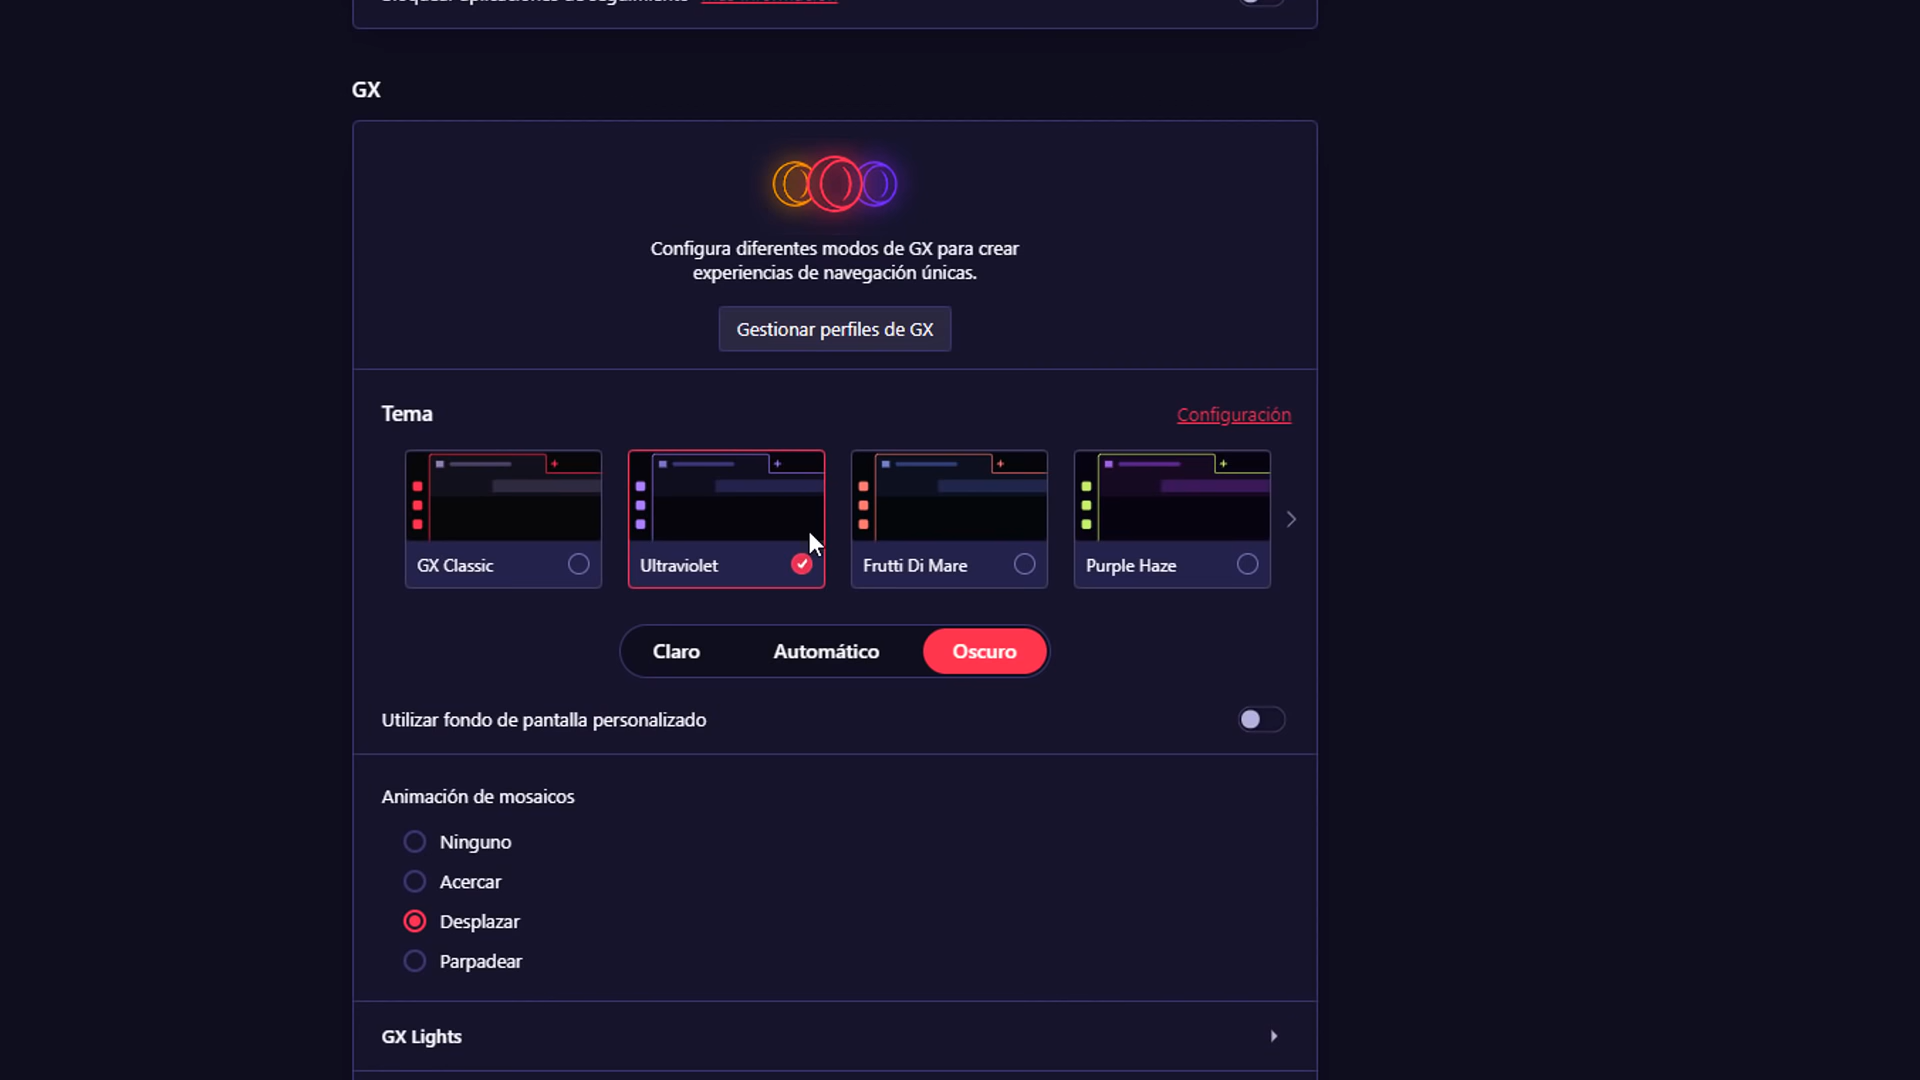 GX
Configura diferentes modos de GX para crear
experiencias de navegación únicas.
Gestionar perfiles de GX
Tema
Configuración
GX Classic
Ultraviolet
Frutti Di Mare
Purple Haze
Claro
Automático
Oscuro
Utilizar fondo de pantalla personalizado
Animación de mosaicos
Ninguno
Acercar
Desplazar
Parpadear
GX Lights